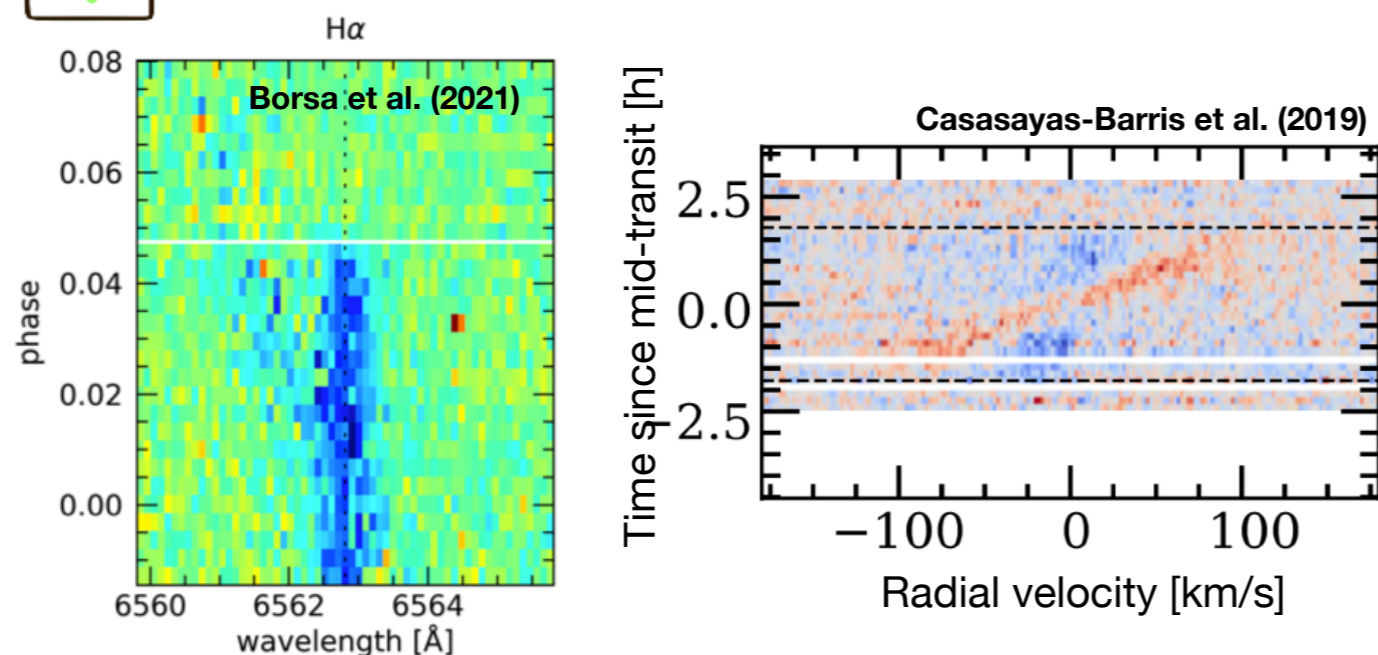 Hα
Borsa et al. (2021)
0.08
0.06
0.04
0.02
0.00
phase
6560 6562 6564
wavelength [Å]
Casasayas-Barris et al. (2019)
Time since mid-transit [h]
2.5
0.0
−2.5
−100 0 100
Radial velocity [km/s]